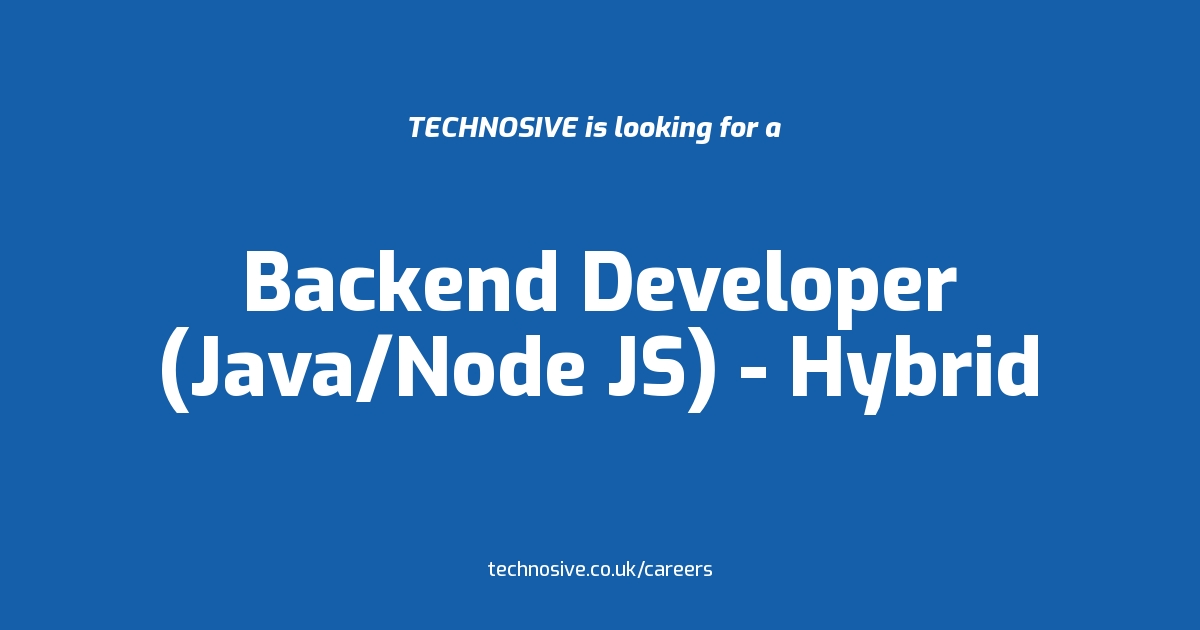 TECHNOSIVE is looking for a
Backend Developer
(Java/Node JS) - Hybrid
technosive.co.uk/careers